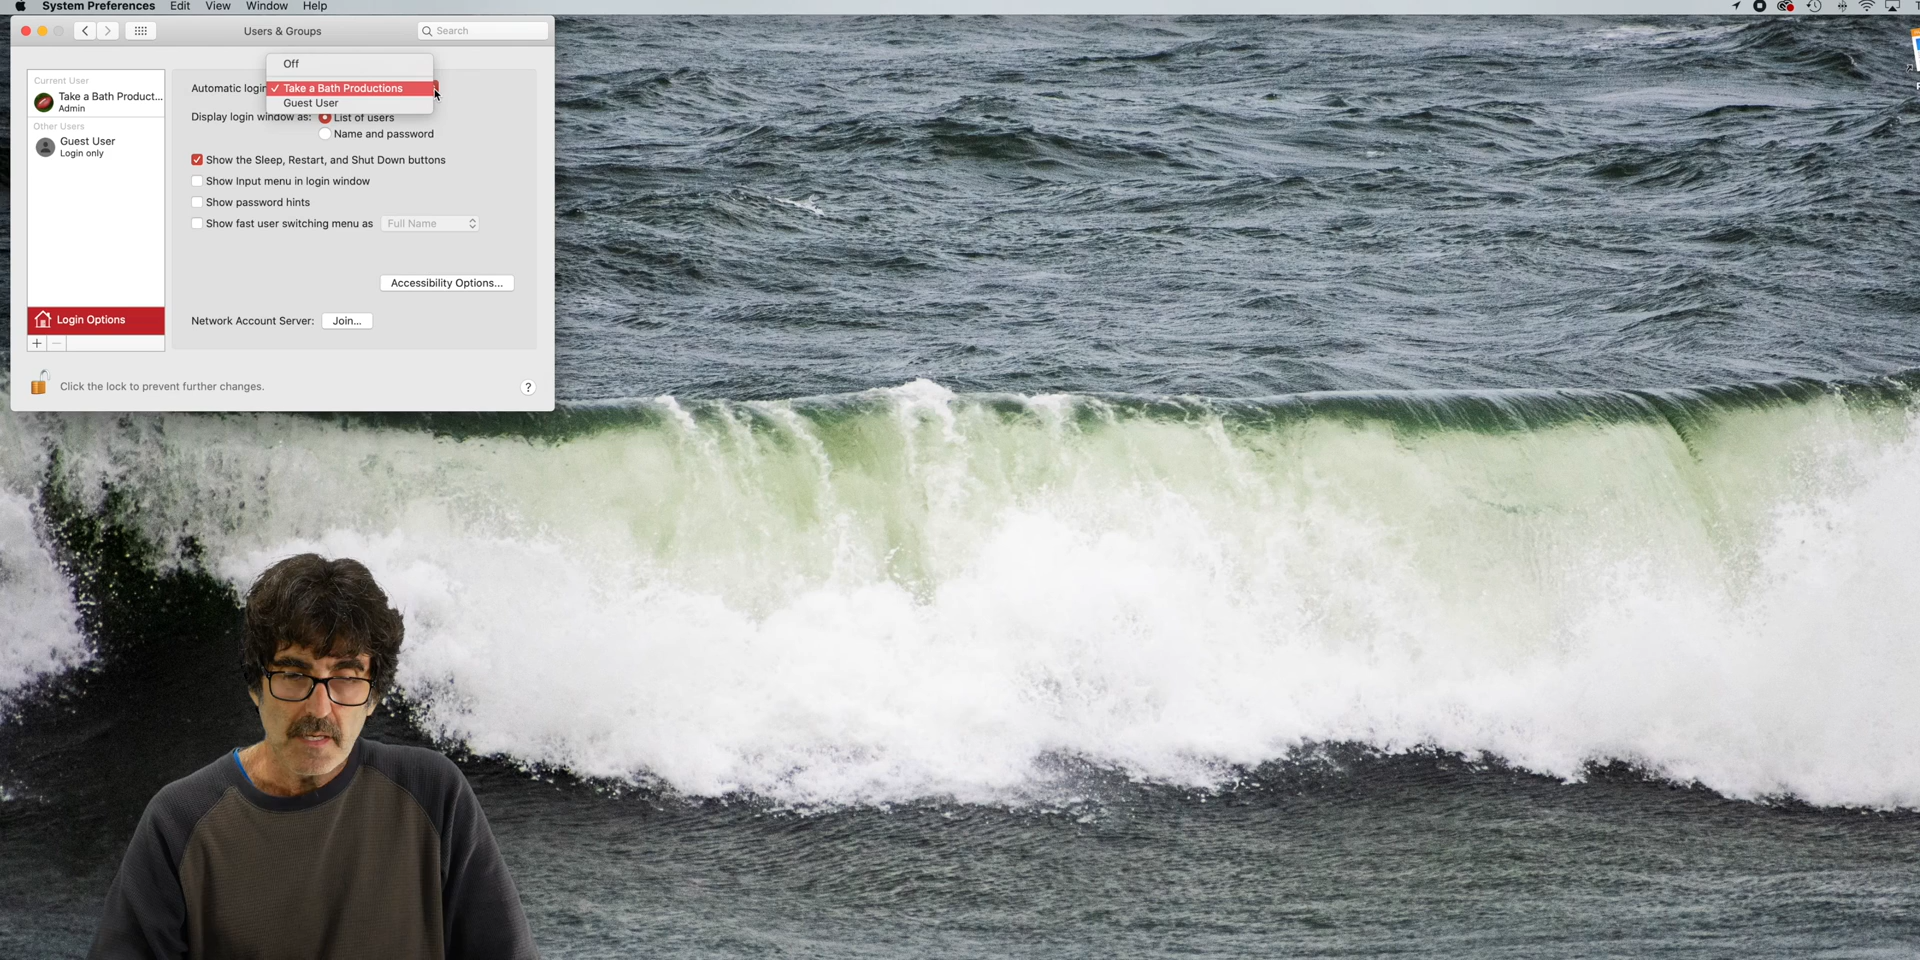 System Preferences Edit View Window Help
Users & Groups
Search
Off
Automatic login
✓ Take a Bath Productions
Guest User
Display login window as:
List of users
Name and password
Current User
Take a Bath Product...
Admin
Other Users
Guest User
Login only
Show the Sleep, Restart, and Shut Down buttons
Show Input menu in login window
Show password hints
Show fast user switching menu as
Full Name
Accessibility Options...
Network Account Server:
Join...
Login Options
+ −
Click the lock to prevent further changes.
?